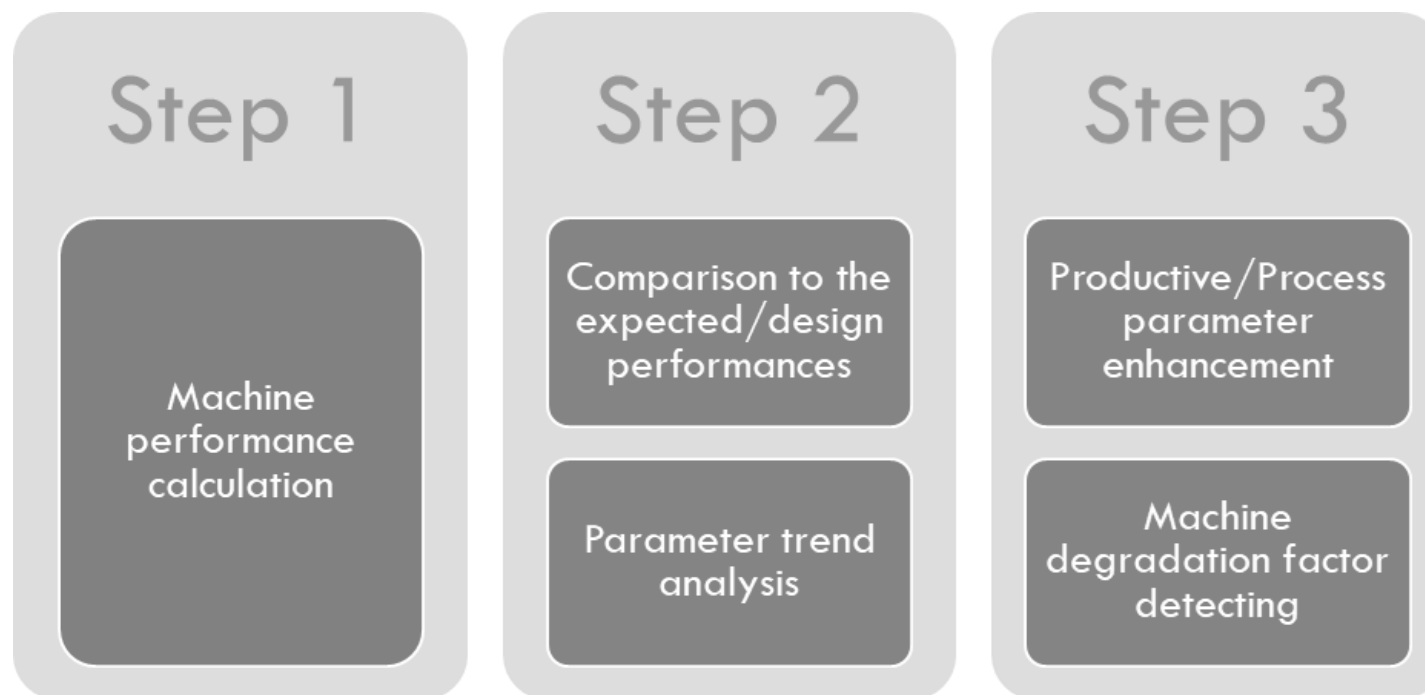 Step 1
Machine
performance
calculation
Step 2
Comparison to the
expected/design
performances
Parameter trend
analysis
Step 3
Productive/Process
parameter
enhancement
Machine
degradation factor
detecting